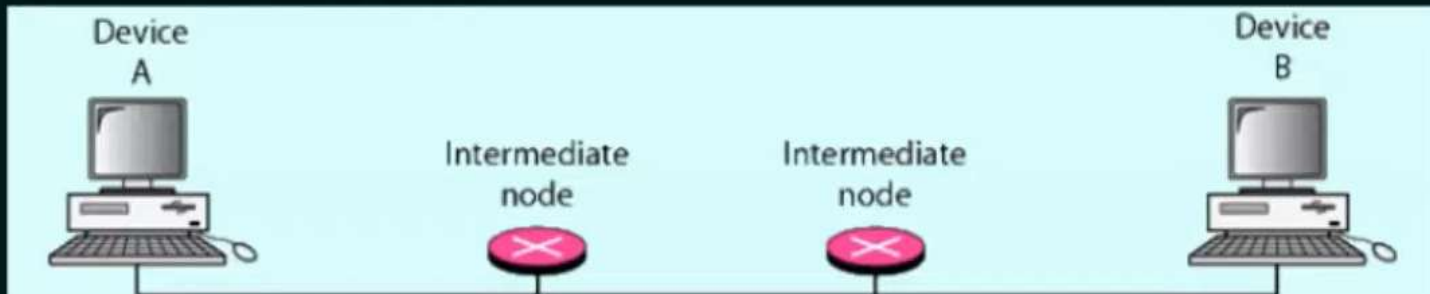 Device
A
Intermediate
node
Intermediate
node
Device
B